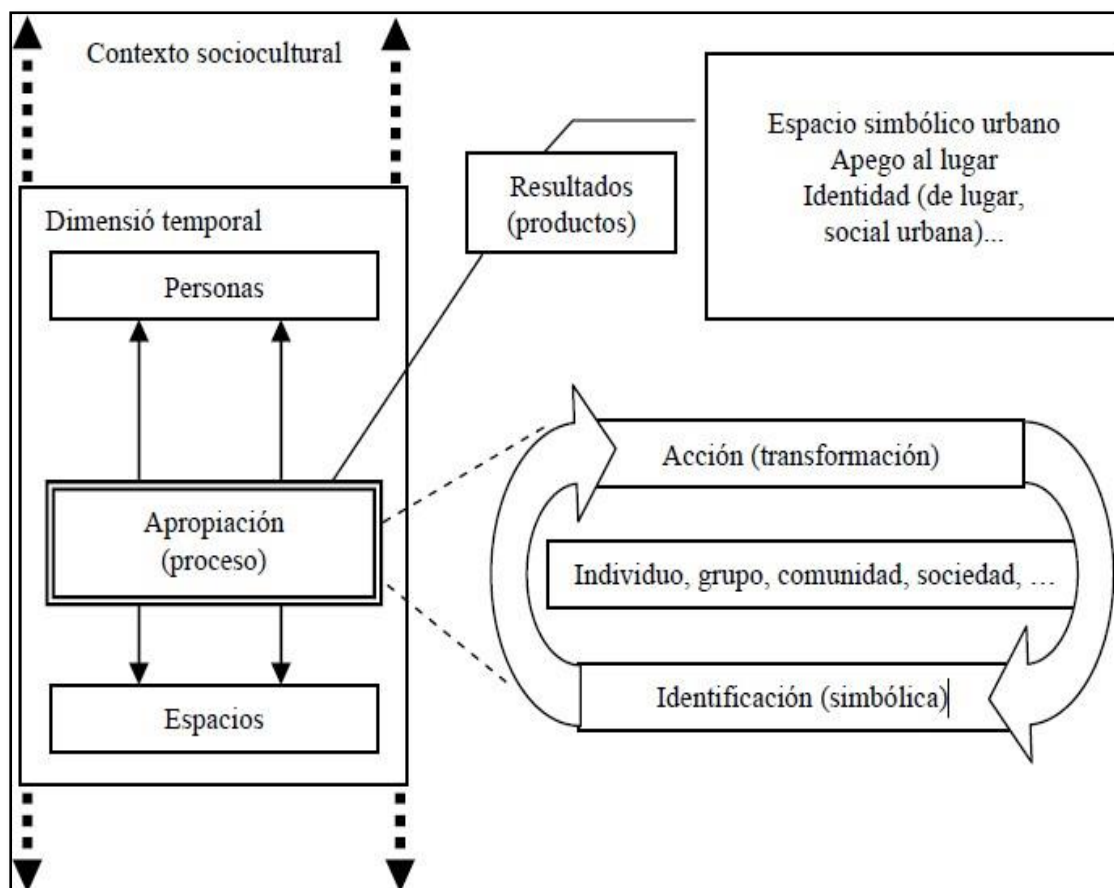 Contexto sociocultural
Dimensió temporal
Personas
Apropiación
(proceso)
Espacios
Resultados
(productos)
Espacio simbólico urbano
Apego al lugar
Identidad (de lugar,
social urbana)...
Acción (transformación)
Individuo, grupo, comunidad, sociedad, …
Identificación (simbólica)